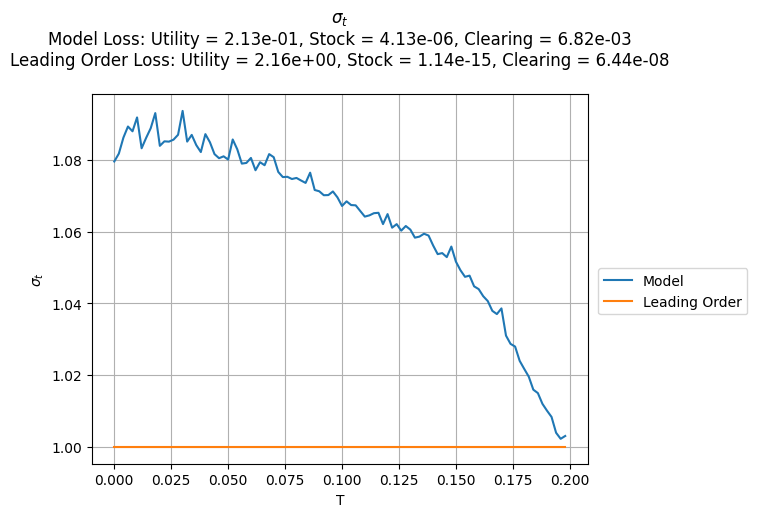 σt
Model Loss: Utility = 2.13e-01, Stock = 4.13e-06, Clearing = 6.82e-03
Leading Order Loss: Utility = 2.16e+00, Stock = 1.14e-15, Clearing = 6.44e-08
1.08
1.06
1.04
1.02
1.00
σt
Model
Leading Order
0.000 0.025 0.050 0.075 0.100 0.125 0.150 0.175 0.200
T